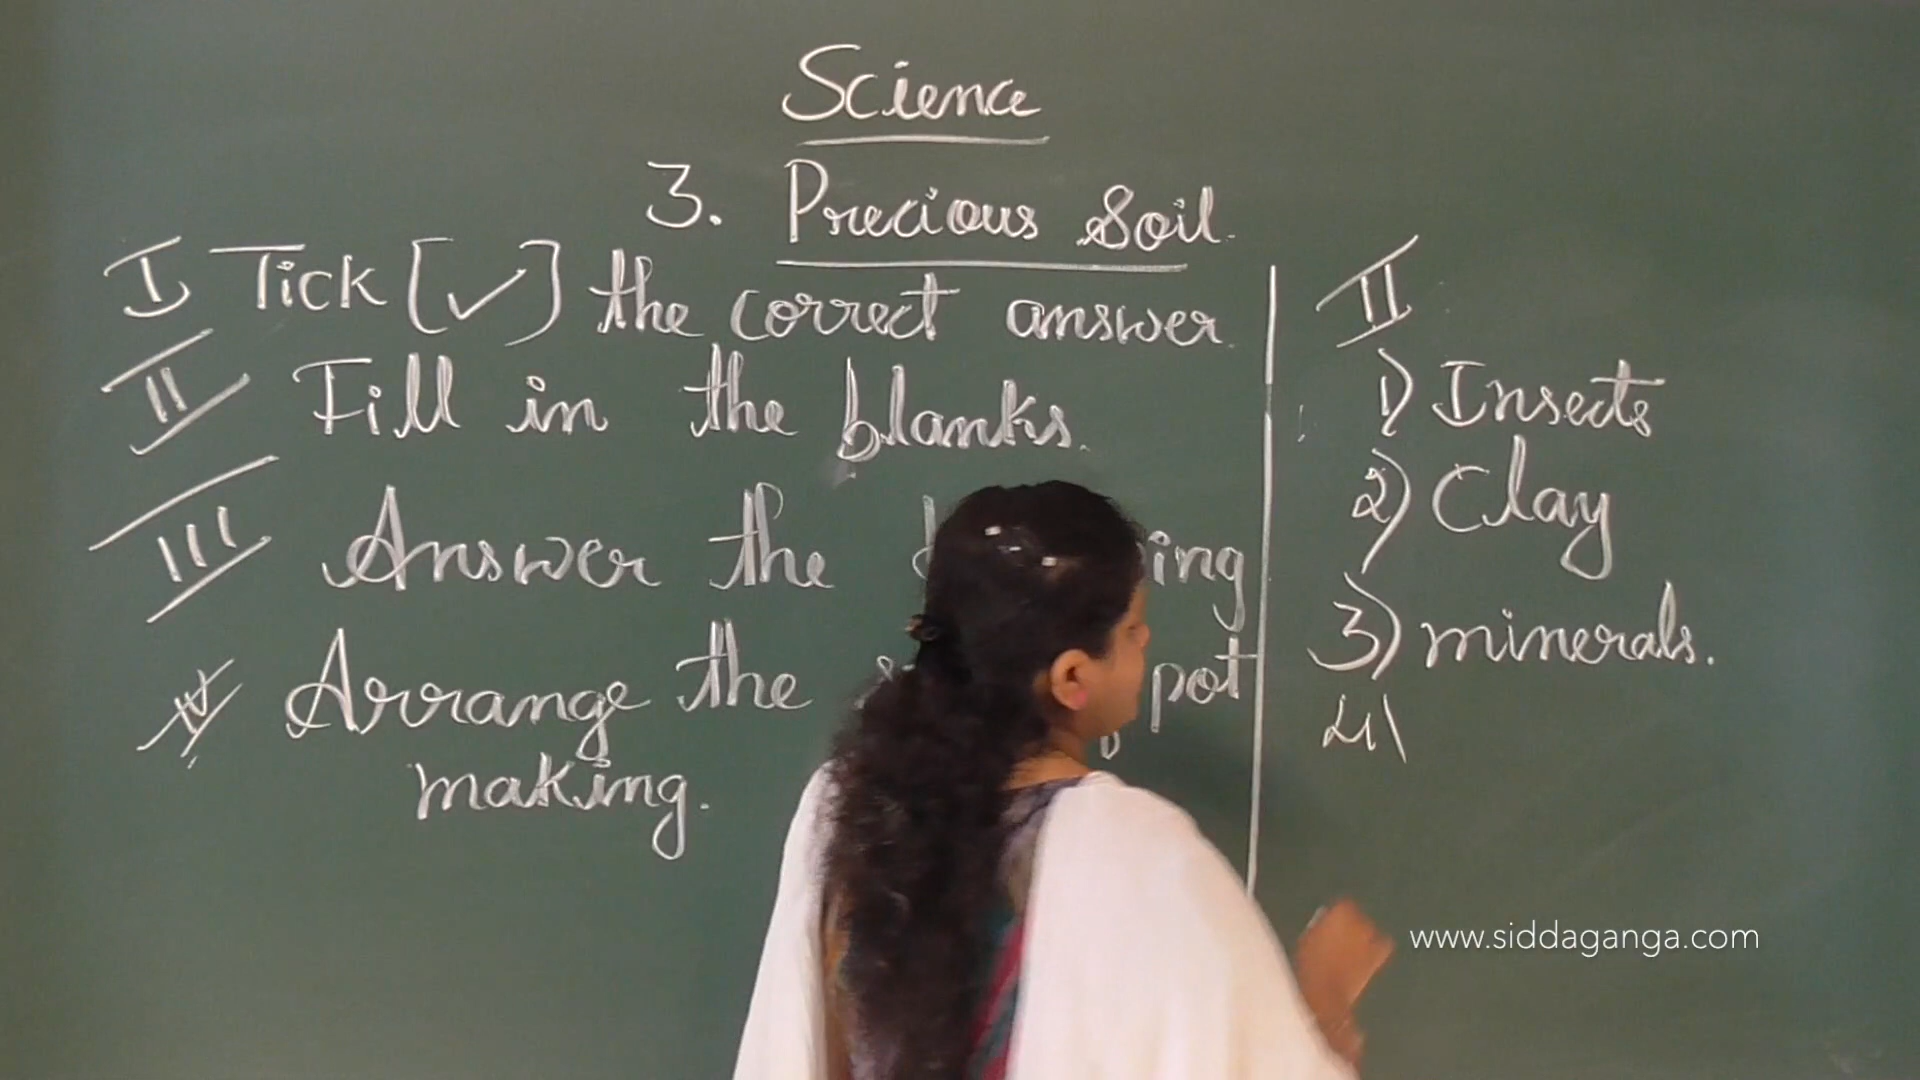 Science
3. Precious Soil.
I Tick [✓] the correct answer.
II Fill in the blanks.
III Answer the
IV Arrange the pot
making.
II
1) Insects
2) Clay
3) minerals.
4)
www.siddaganga.com